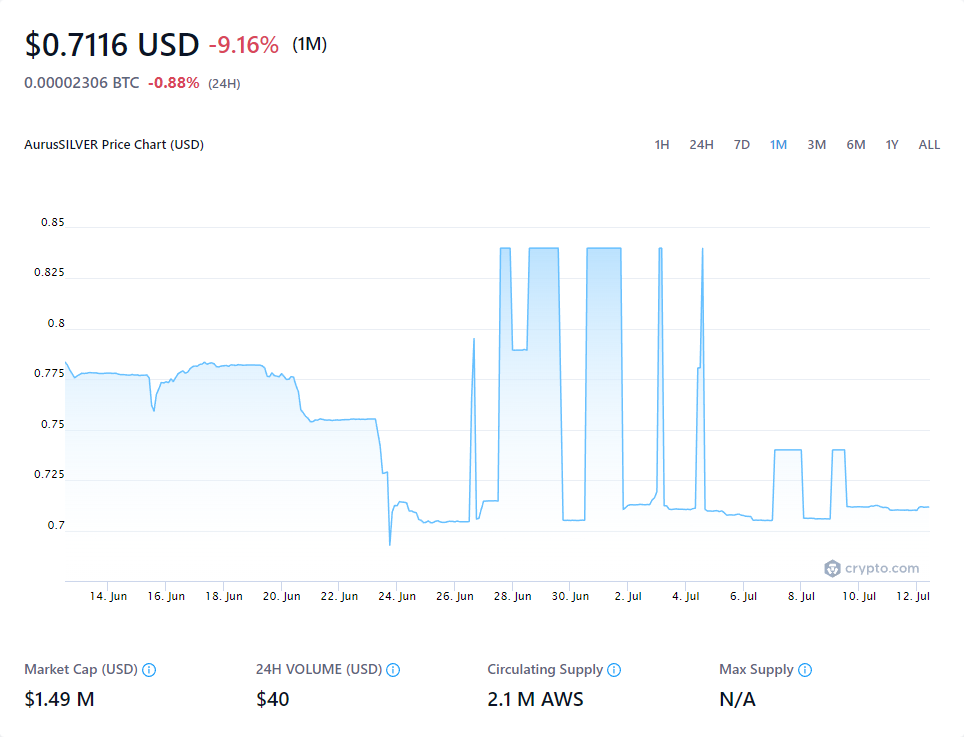 $0.7116 USD -9.16% (1M)
0.00002306 BTC -0.88% (24H)
AurusSILVER Price Chart (USD) 1H 24H 7D 1M 3M 6M 1Y ALL
0.85
0.825
0.8
0.775
0.75
0.725
0.7
crypto.com
14. Jun 16. Jun 18. Jun 20. Jun 22. Jun 24. Jun 26. Jun 28. Jun 30. Jun 2. Jul 4. Jul 6. Jul 8. Jul 10. Jul 12. Jul
Market Cap (USD) 24H VOLUME (USD) Circulating Supply Max Supply
$1.49 M $40 2.1 M AWS N/A